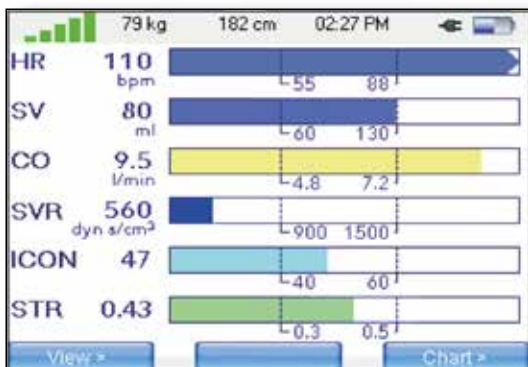 79 kg 182 cm 02:27 PM
HR 110
bpm
55 88
SV 80
ml
60 130
CO 9.5
l/min
4.8 7.2
SVR 560
dyn s/cm³
900 1500
ICON 47
40 60
STR 0.43
0.3 0.5
View > Chart >